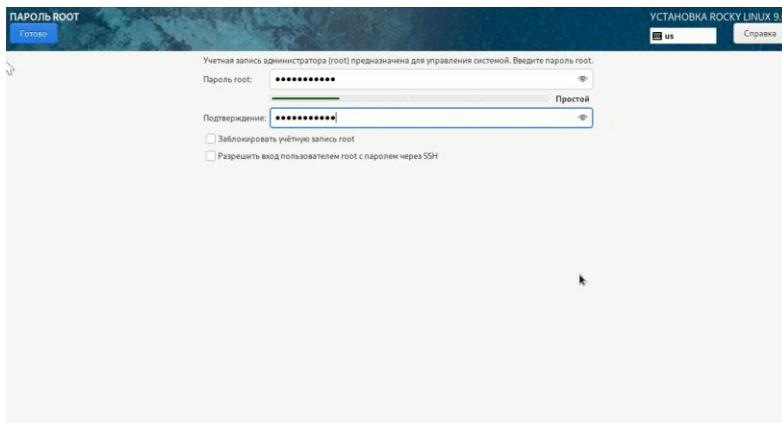 ПАРОЛЬ ROOT
УСТАНОВКА ROCKY LINUX 9.
Готово
us
Справка
Учетная запись администратора (root) предназначена для управления системой. Введите пароль root.
Пароль root: •••••••••••
Простой
Подтверждение: •••••••••••
Заблокировать учётную запись root
Разрешить вход пользователем root с паролем через SSH